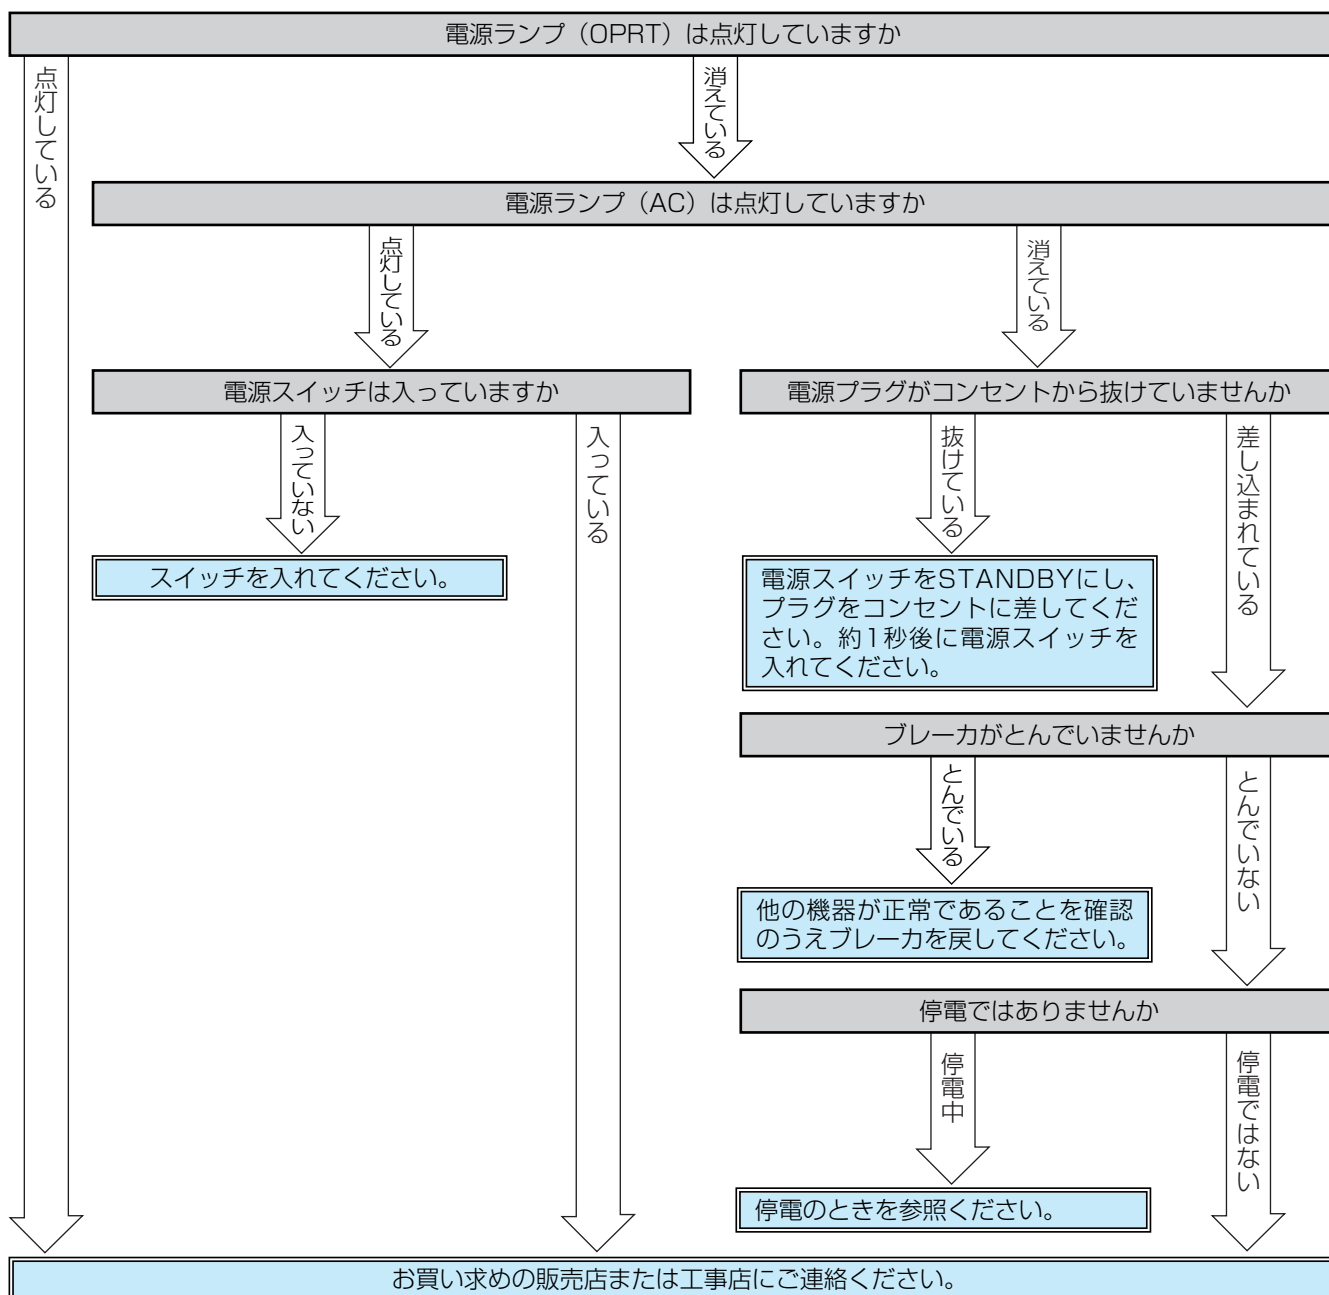 電源ランプ（OPRT）は点灯していますか
点灯している
消えている
電源ランプ（AC）は点灯していますか
点灯している
消えている
電源スイッチは入っていますか
電源プラグがコンセントから抜けていませんか
入っていない
入っている
抜けている
差し込まれている
スイッチを入れてください。
電源スイッチをSTANDBYにし、
プラグをコンセントに差してくだ
さい。約1秒後に電源スイッチを
入れてください。
ブレーカがとんでいませんか
とんでいる
とんでいない
他の機器が正常であることを確認
のうえブレーカを戻してください。
停電ではありませんか
停電中
停電ではない
停電のときを参照ください。
お買い求めの販売店または工事店にご連絡ください。